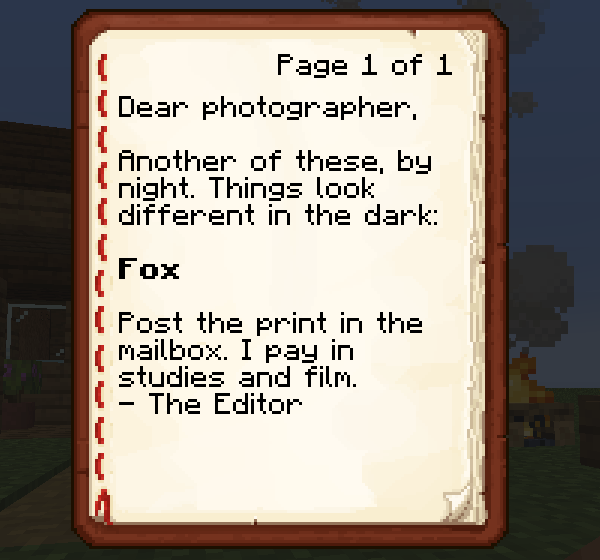 Page 1 of 1
Dear photographer,
Another of these, by
night. Things look
different in the dark:
Fox
Post the print in the
mailbox. I pay in
studies and film.
– The Editor